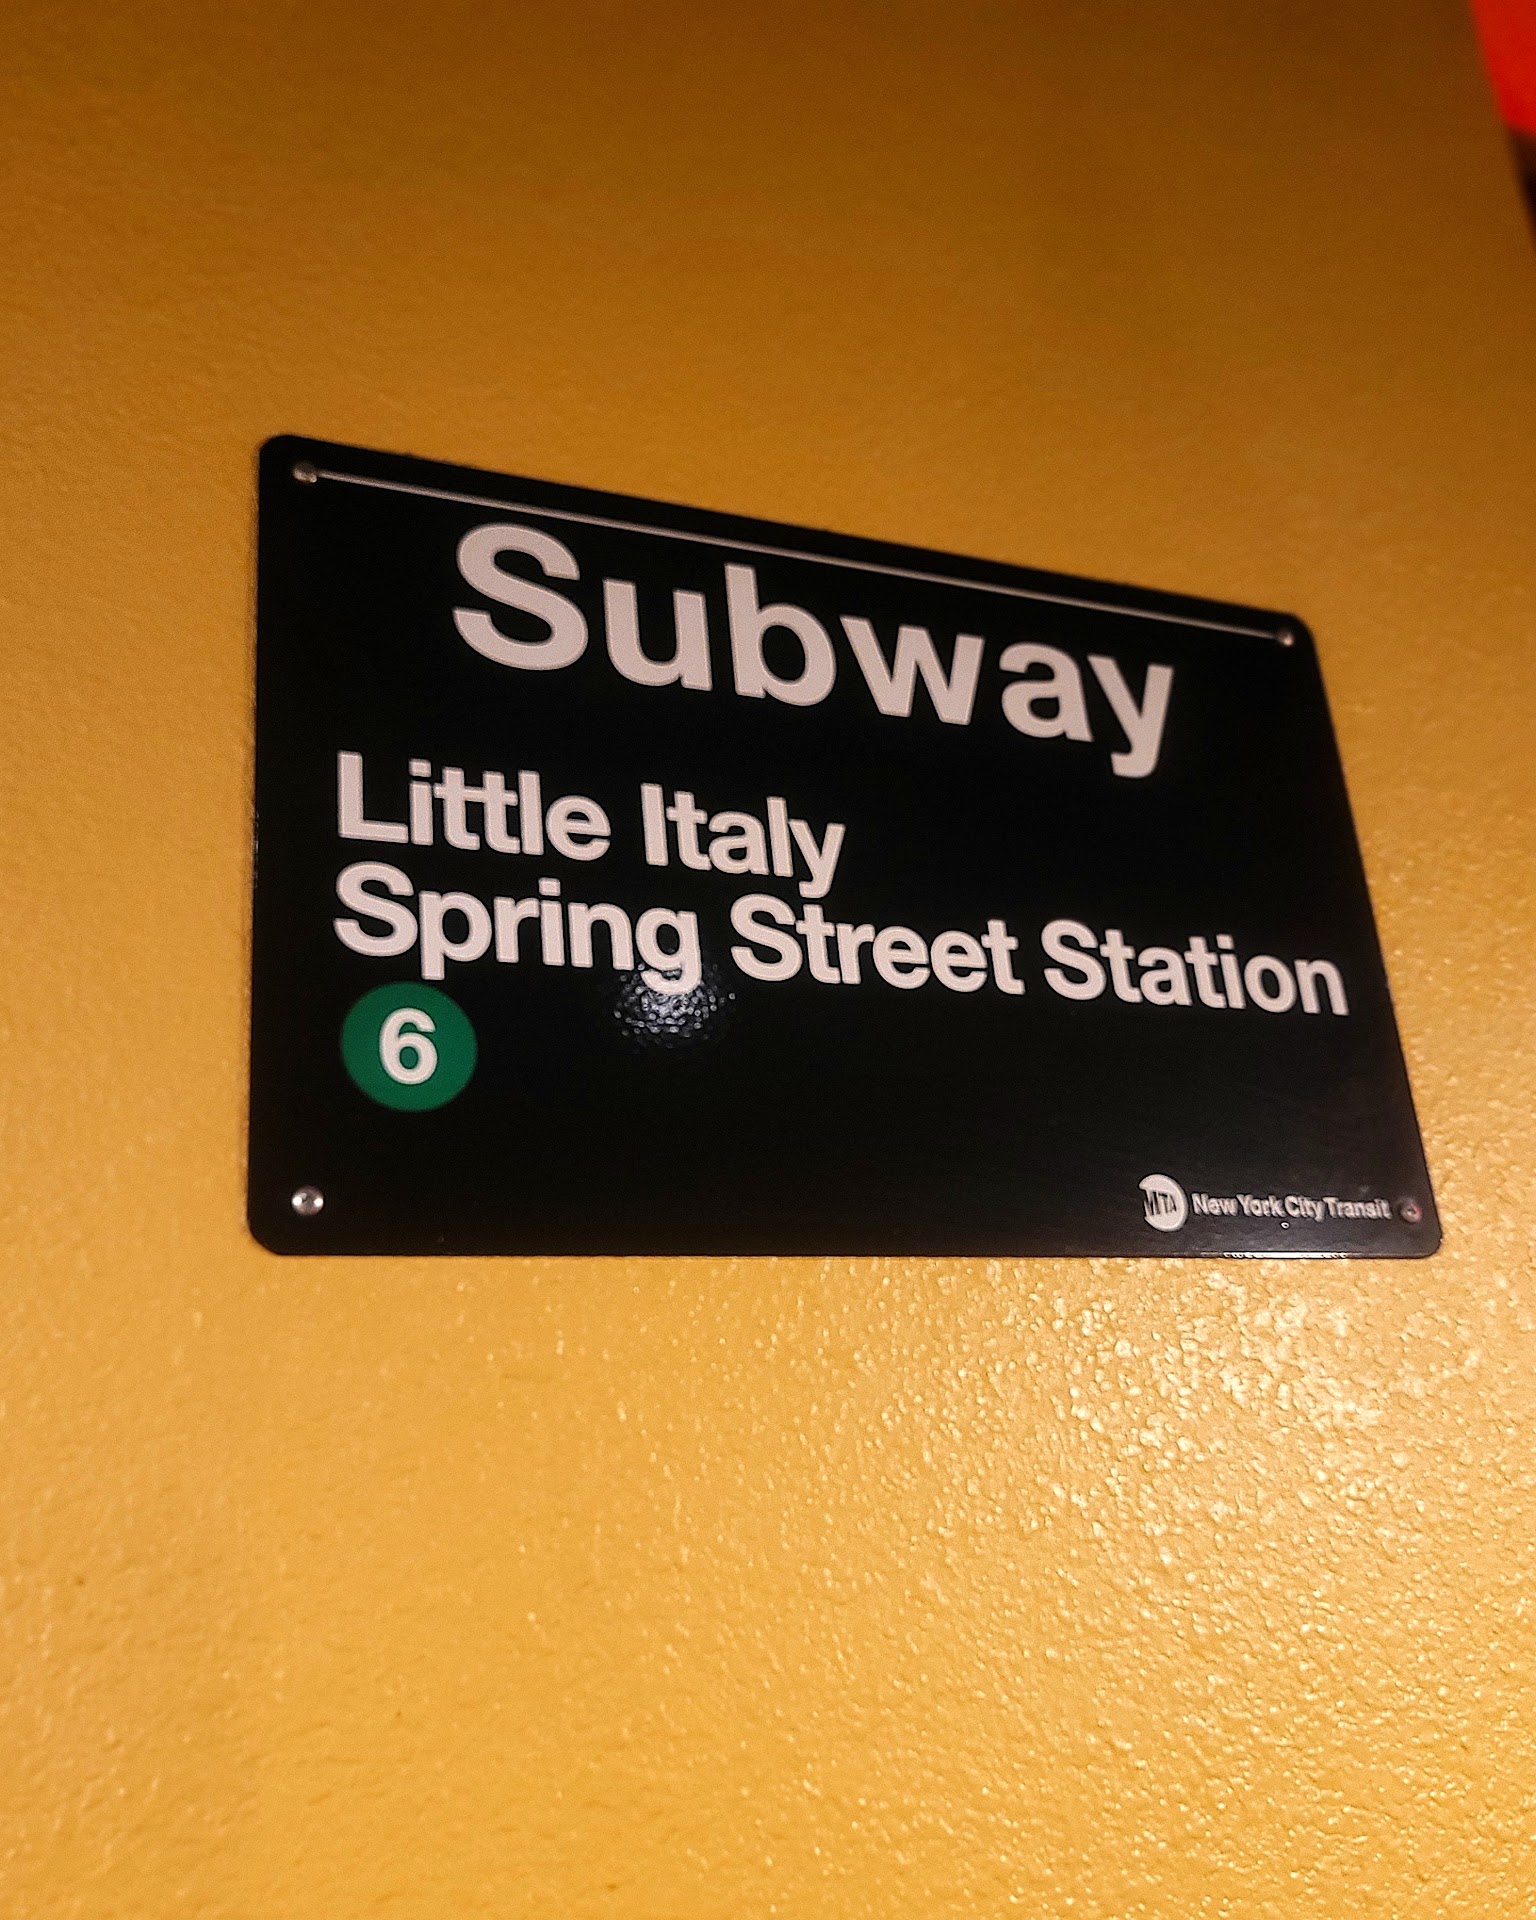 Subway
Little Italy
Spring Street Station
6
MTA New York City Transit